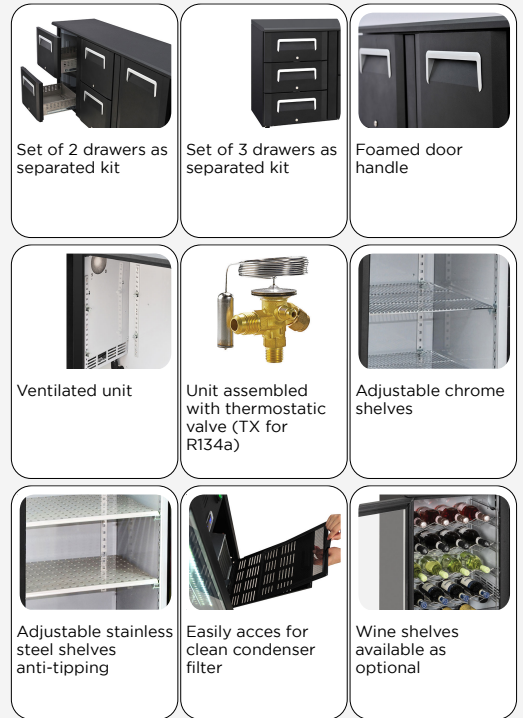 Set of 2 drawers as
separated kit
Set of 3 drawers as
separated kit
Foamed door
handle
Ventilated unit
Unit assembled
with thermostatic
valve (TX for
R134a)
Adjustable chrome
shelves
Adjustable stainless
steel shelves
anti-tipping
Easily acces for
clean condenser
filter
Wine shelves
available as
optional